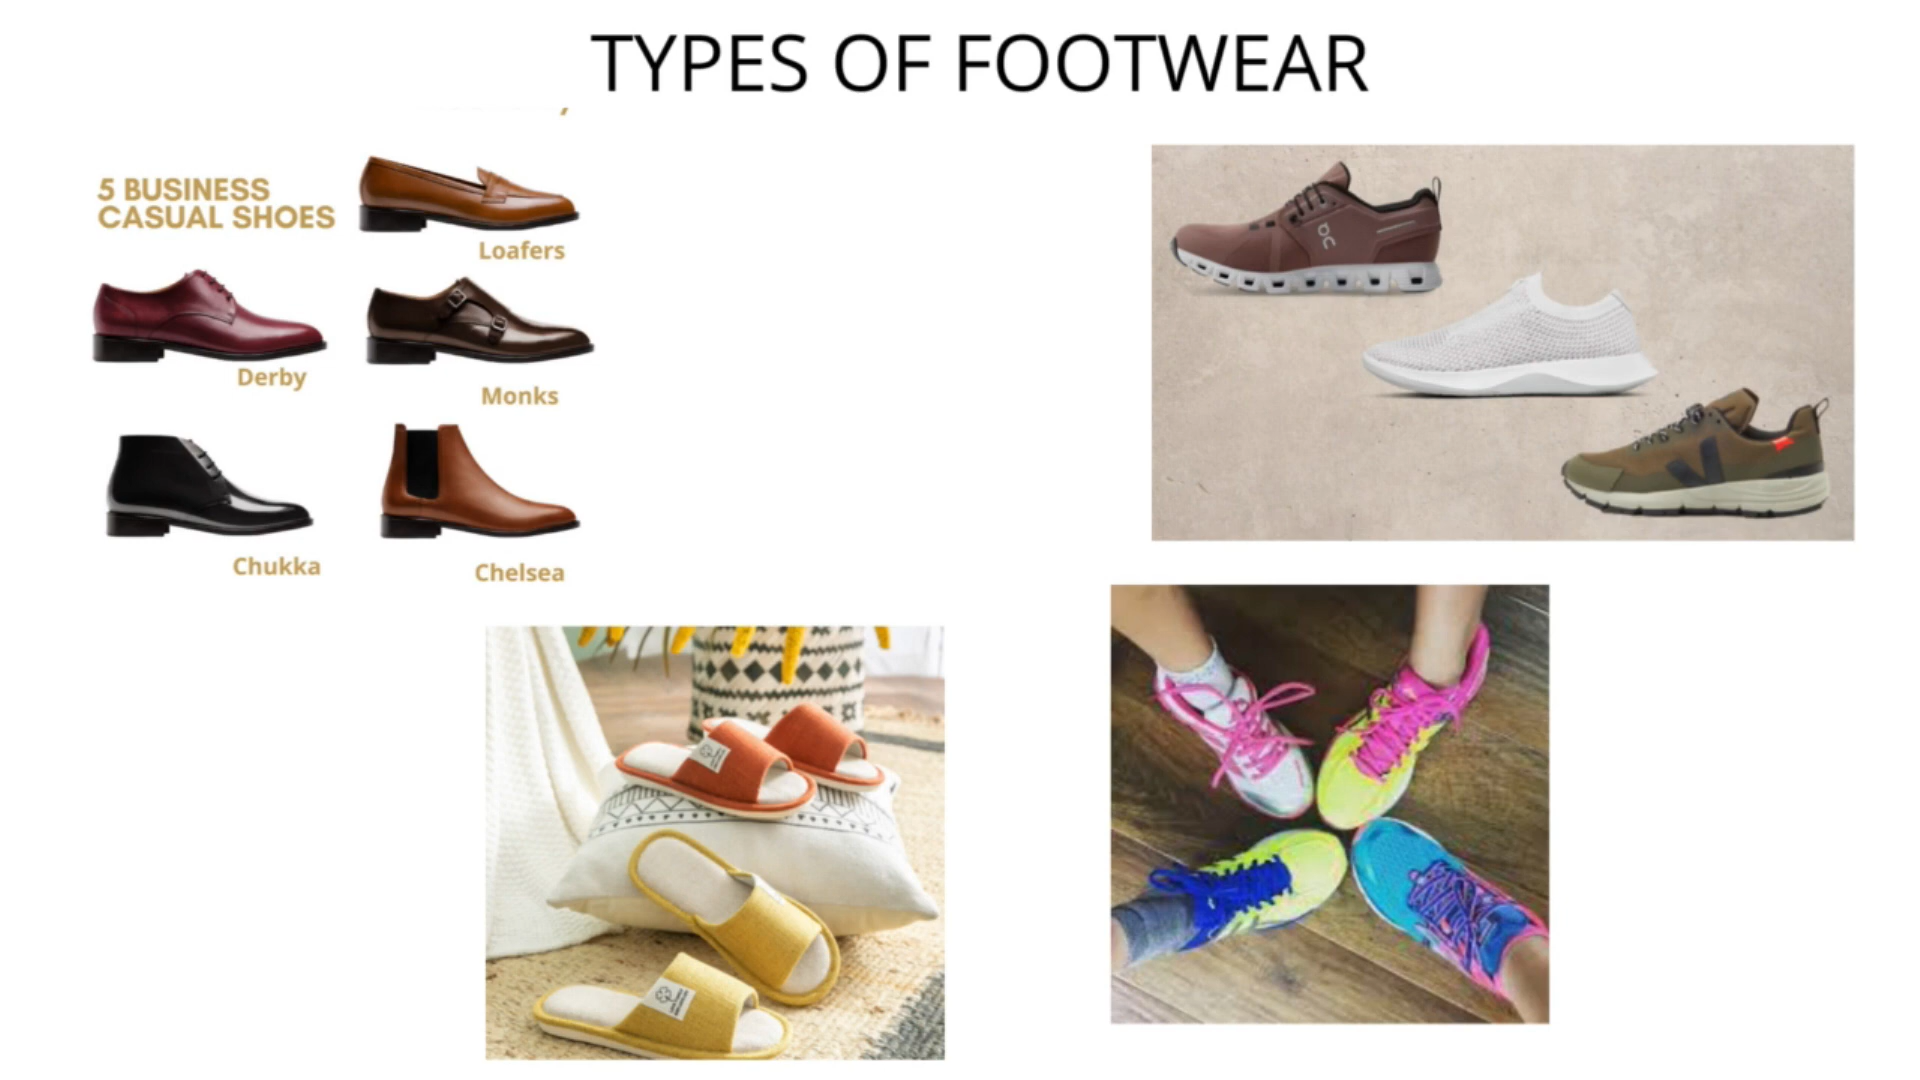 TYPES OF FOOTWEAR
5 BUSINESS
CASUAL SHOES
Loafers
Derby
Monks
Chukka
Chelsea